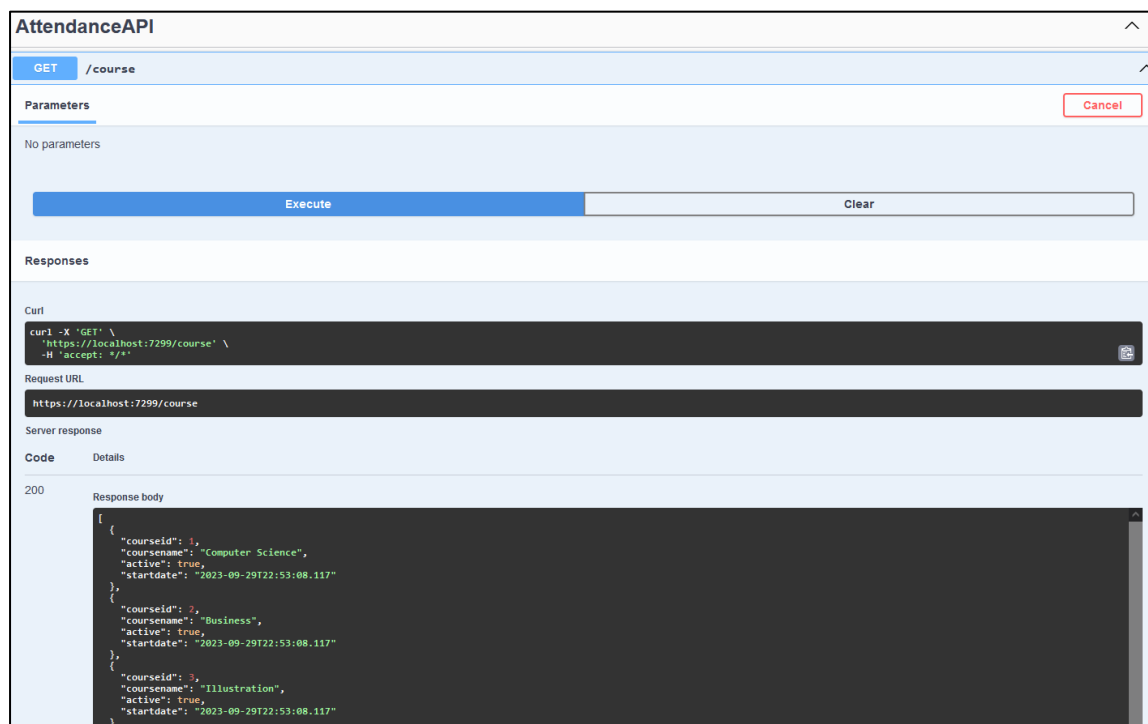 AttendanceAPI
GET /course
Parameters
Cancel
No parameters
Execute
Clear
Responses
Curl
curl -X 'GET' \
'https://localhost:7299/course' \
-H 'accept: */*'
Request URL
https://localhost:7299/course
Server response
Code Details
200
Response body
[
{
"courseid": 1,
"coursename": "Computer Science",
"active": true,
"startdate": "2023-09-29T22:53:08.117"
},
{
"courseid": 2,
"coursename": "Business",
"active": true,
"startdate": "2023-09-29T22:53:08.117"
},
{
"courseid": 3,
"coursename": "Illustration",
"active": true,
"startdate": "2023-09-29T22:53:08.117"
}